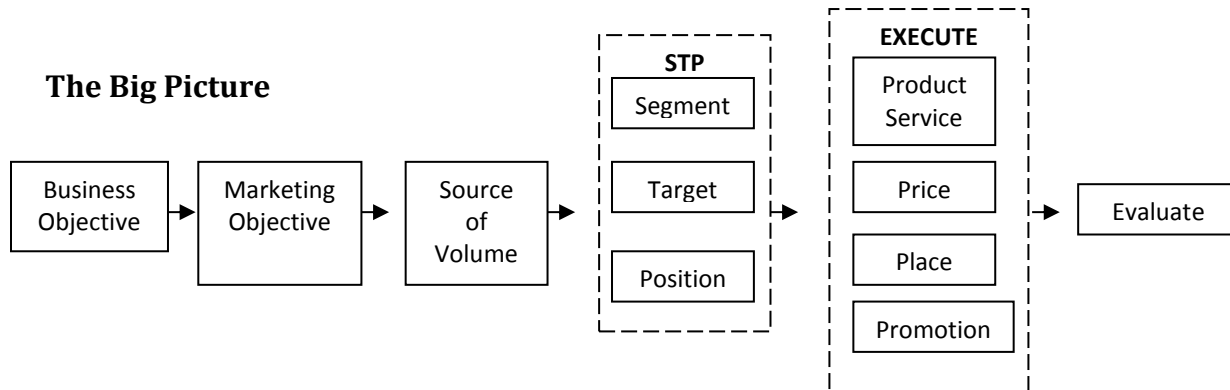 The Big Picture
Business
Objective
Marketing
Objective
Source
of
Volume
STP
Segment
Target
Position
EXECUTE
Product
Service
Price
Place
Promotion
Evaluate